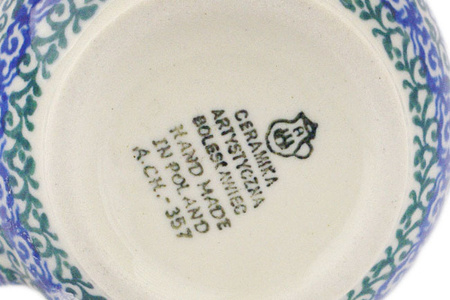 CERAMIKA
ARTYSTYCZNA
BOLESŁAWIEC
HAND MADE
IN POLAND
A.CH.-357